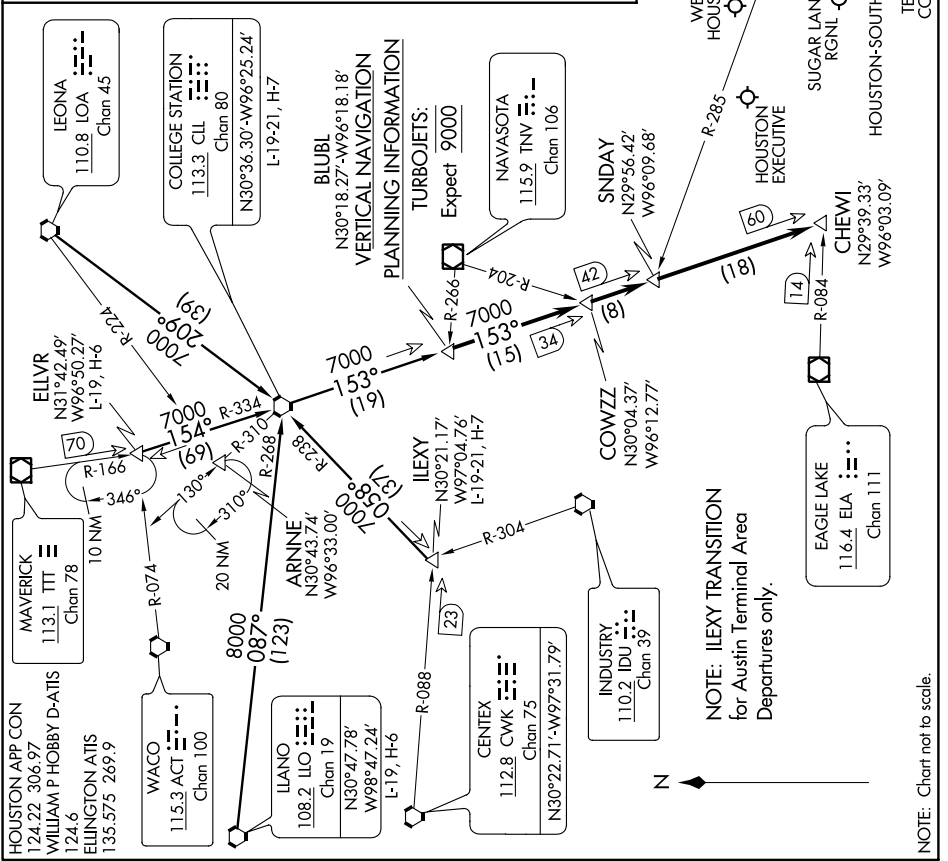 HOUSTON APP CON
124.22 306.97
WILLIAM P HOBBY D-ATIS
124.6
ELLINGTON ATIS
135.575 269.9
MAVERICK
113.1 TTT
Chan 78
LEONA
110.8 LOA
Chan 45
COLLEGE STATION
113.3 CLL
Chan 80
N30°36.30'-W96°25.24'
L-19-21, H-7
ELLVR
N31°42.49'
W96°50.27'
L-19, H-6
70
R-166
346°
10 NM
R-224
7000
209°
(39)
7000
154°
(69)
R-334
R-310
R-268
R-238
130°
310°
20 NM
R-074
WACO
115.3 ACT
Chan 100
ARNNE
N30°43.74'
W96°33.00'
8000
087°
(123)
LLANO
108.2 LLO
Chan 19
N30°47.78'
W98°47.24'
L-19, H-6
BLUBL
N30°18.27'-W96°18.18'
VERTICAL NAVIGATION
PLANNING INFORMATION
TURBOJETS:
Expect 9000
7000
153°
(19)
NAVASOTA
115.9 TNV
Chan 106
R-266
R-204
7000
153°
(15)
34
7000
058°
(37)
ILEXY
N30°21.17'
W97°04.76'
L-19-21, H-7
R-088
23
R-304
CENTEX
112.8 CWK
Chan 75
N30°22.71'-W97°31.79'
INDUSTRY
110.2 IDU
Chan 39
COWZZ
N30°04.37'
W96°12.77'
42
(8)
SNDAY
N29°56.42'
W96°09.68'
R-285
HOUSTON
EXECUTIVE
SUGAR LAN
RGNL
HOUSTON-SOUTH
WE
HOUS
TE
CO
60
(18)
CHEWI
N29°39.33'
W96°03.09'
14
R-084
EAGLE LAKE
116.4 ELA
Chan 111
NOTE: ILEXY TRANSITION
for Austin Terminal Area
Departures only.
N
NOTE: Chart not to scale.